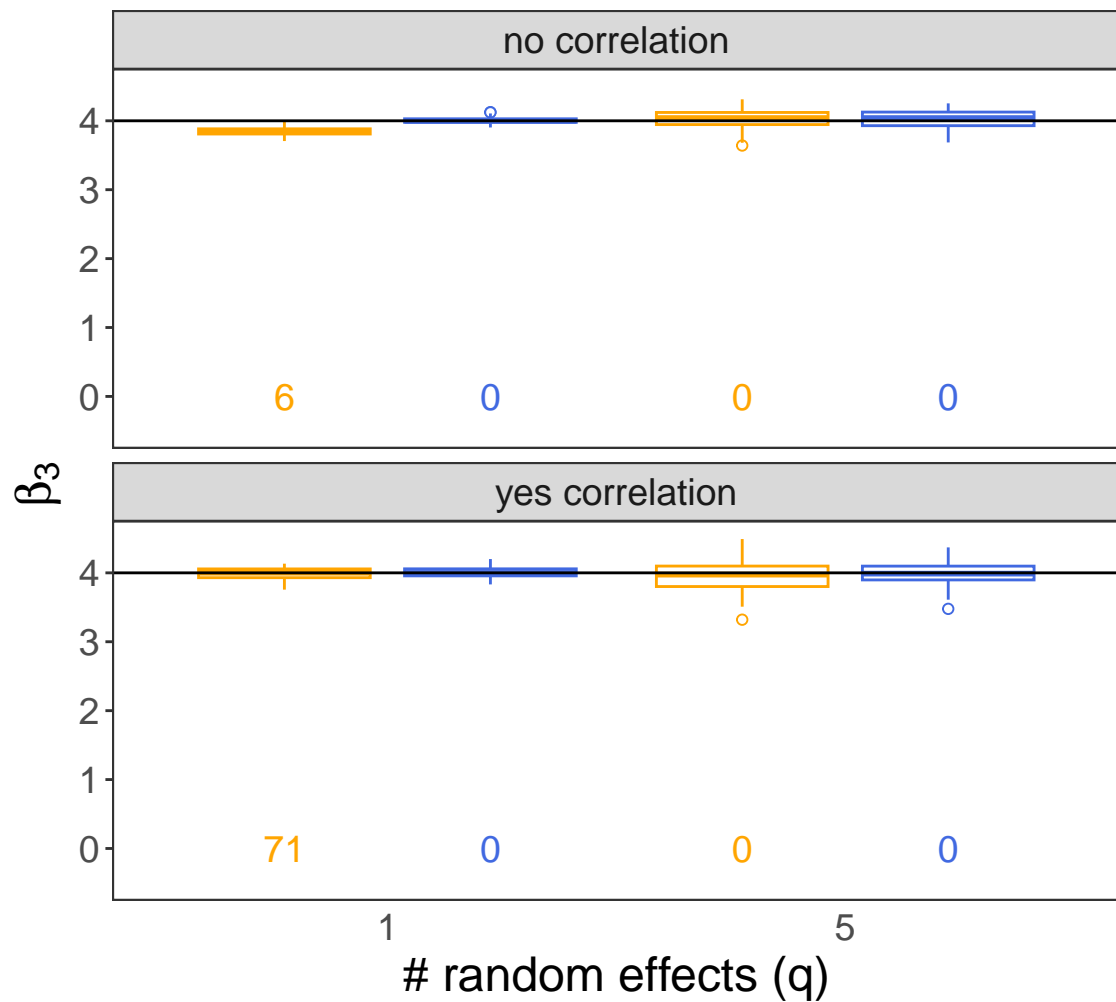 no correlation
4
3
2
1
0
6 0 0 0
β3
yes correlation
4
3
2
1
0
71 0 0 0
1 5
# random effects (q)